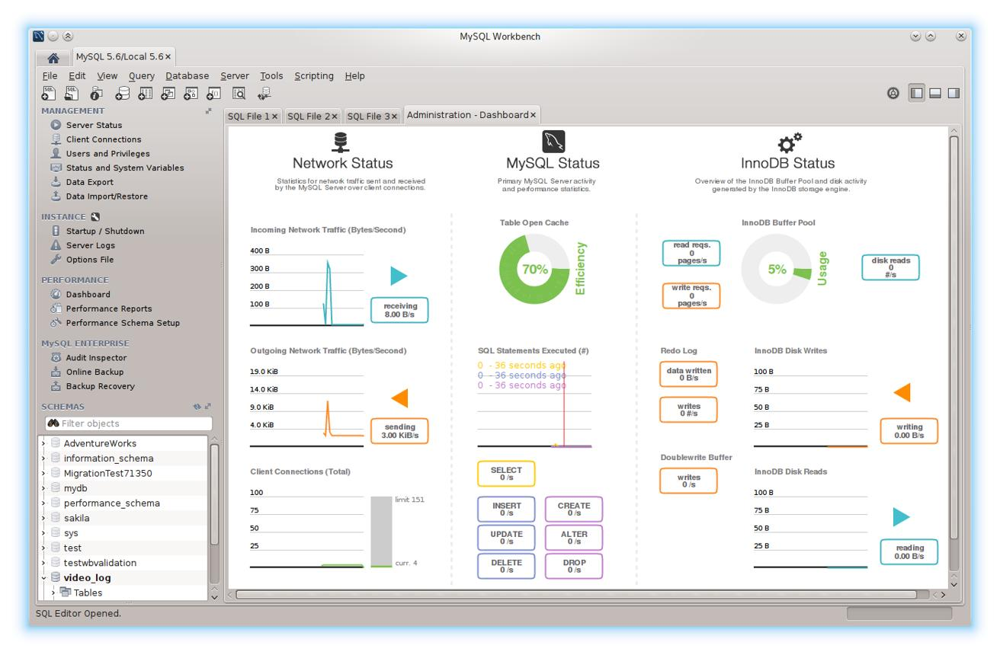 MySQL Workbench
MySQL 5.6/Local 5.6
File Edit View Query Database Server Tools Scripting Help
MANAGEMENT
Server Status
Client Connections
Users and Privileges
Status and System Variables
Data Export
Data Import/Restore
INSTANCE
Startup / Shutdown
Server Logs
Options File
PERFORMANCE
Dashboard
Performance Reports
Performance Schema Setup
MySQL ENTERPRISE
Audit Inspector
Online Backup
Backup Recovery
SCHEMAS
Filter objects
AdventureWorks
information_schema
MigrationTest71350
mydb
performance_schema
sakila
sys
test
testwbvalidation
video_log
Tables
SQL File 1 SQL File 2 SQL File 3 Administration - Dashboard
Network Status
Statistics for network traffic sent and received
by the MySQL Server over client connections.
Incoming Network Traffic (Bytes/Second)
400 B
300 B
200 B
100 B
receiving
8.00 B/s
Outgoing Network Traffic (Bytes/Second)
19.0 KiB
14.0 KiB
9.0 KiB
4.0 KiB
sending
3.00 KiB/s
Client Connections (Total)
100
75
50
25
limit 151
curr. 4
MySQL Status
Primary MySQL Server activity
and performance statistics.
Table Open Cache
70%
Efficiency
SQL Statements Executed (#)
0 - 36 seconds ago
0 - 36 seconds ago
0 - 36 seconds ago
SELECT
0 /s
INSERT
0 /s
CREATE
0 /s
UPDATE
0 /s
ALTER
0 /s
DELETE
0 /s
DROP
0 /s
InnoDB Status
Overview of the InnoDB Buffer Pool and disk activity
generated by the InnoDB storage engine.
InnoDB Buffer Pool
read reqs.
0
pages/s
write reqs.
0
pages/s
5%
Usage
disk reads
0
#/s
Redo Log
data written
0 B/s
writes
0 #/s
Doublewrite Buffer
writes
0 /s
InnoDB Disk Writes
100 B
75 B
50 B
25 B
writing
0.00 B/s
InnoDB Disk Reads
100 B
75 B
50 B
25 B
reading
0.00 B/s
SQL Editor Opened.